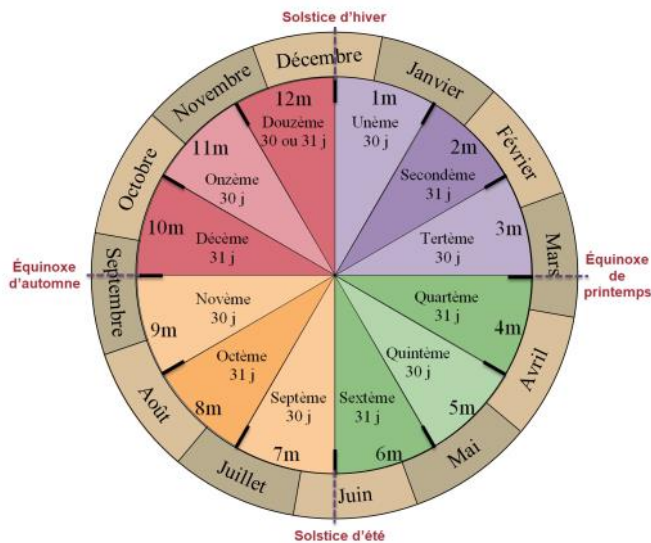 Solstice d'hiver
Décembre
Janvier
Février
Mars
Avril
Mai
Juin
Juillet
Août
Septembre
Octobre
Novembre
1m
Unème
30 j
2m
Secondème
31 j
3m
Tertème
30 j
Équinoxe
de
printemps
Quartème
31 j
4m
Quintème
30 j
5m
Sextème
31 j
6m
Solstice d'été
Septème
30 j
7m
Octème
31 j
8m
Novème
30 j
9m
Équinoxe
d'automne
10m
Décème
31 j
11m
Onzème
30 j
12m
Douzème
30 ou 31 j